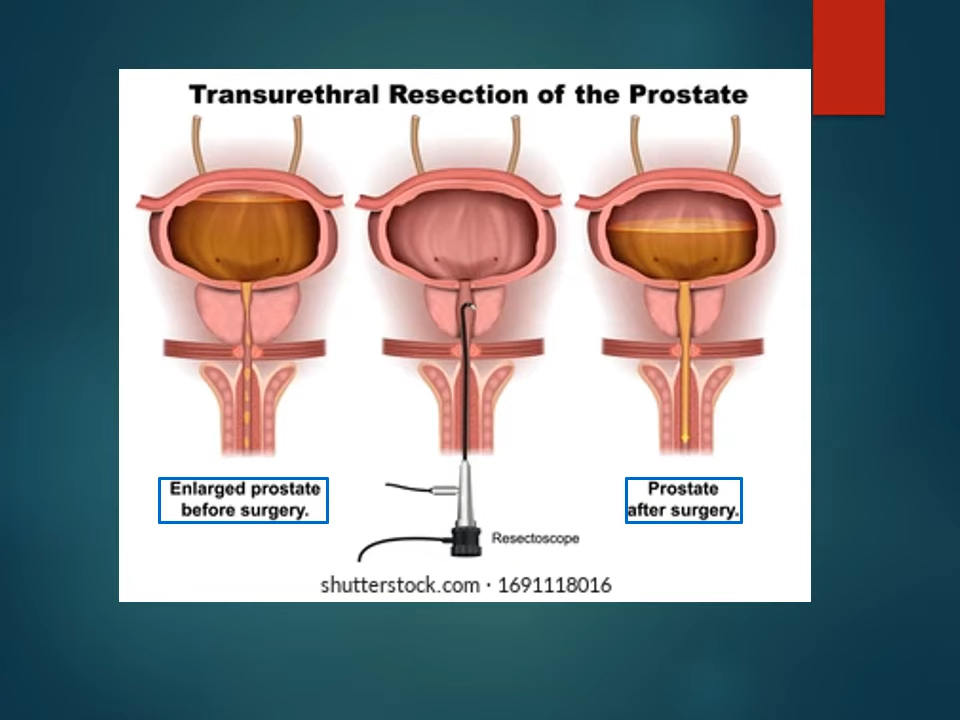 Transurethral Resection of the Prostate
Enlarged prostate
before surgery.
Prostate
after surgery.
Resectoscope
shutterstock.com · 1691118016